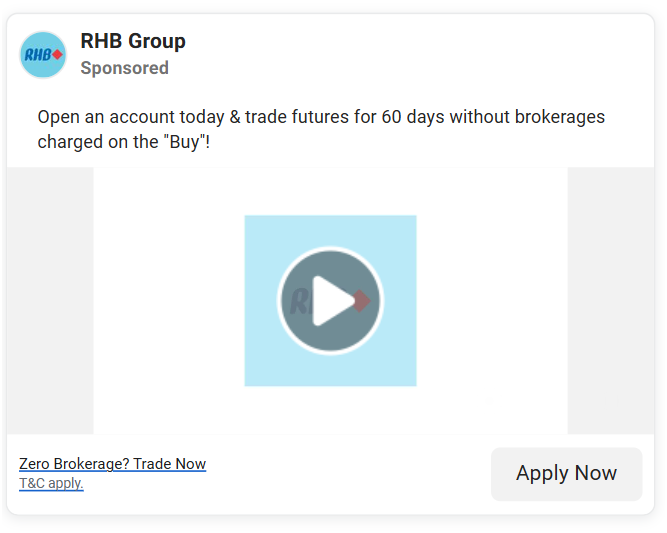 RHB
RHB Group
Sponsored
Open an account today & trade futures for 60 days without brokerages
charged on the "Buy"!
RHB
Zero Brokerage? Trade Now
T&C apply.
Apply Now